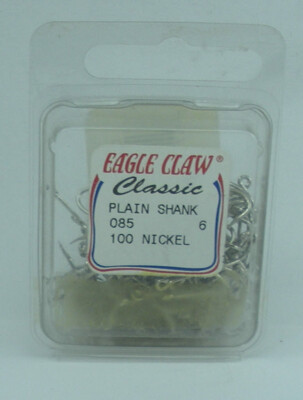 EAGLE CLAW®
Classic
PLAIN SHANK
085 6
100 NICKEL